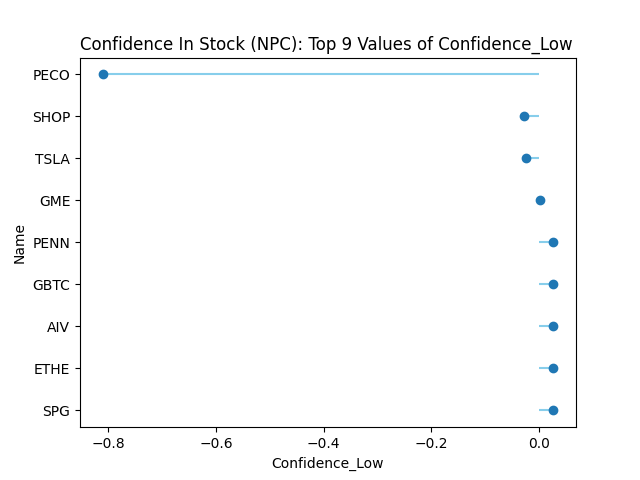 Confidence In Stock (NPC): Top 9 Values of Confidence_Low
PECO
SHOP
TSLA
GME
PENN
GBTC
AIV
ETHE
SPG
Name
−0.8 −0.6 −0.4 −0.2 0.0
Confidence_Low